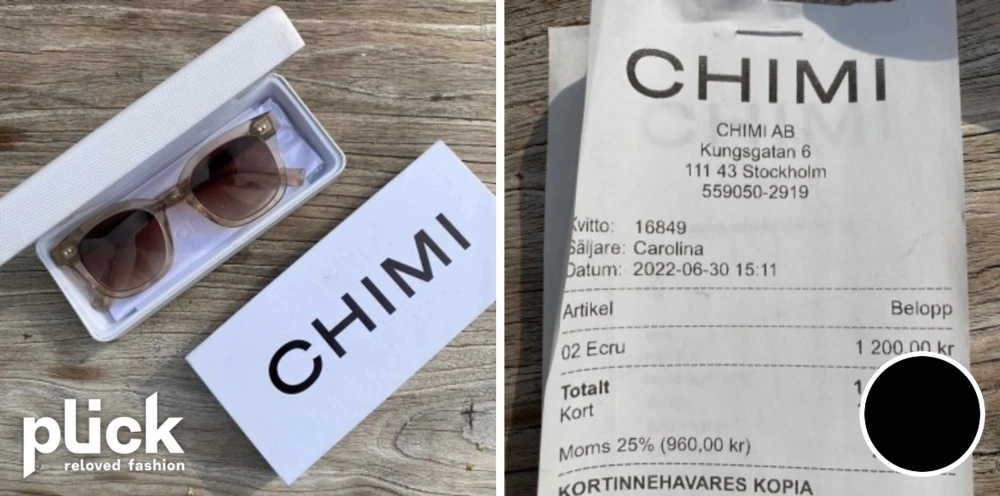 plick
reloved fashion
CHIMI
CHIMI
CHIMI AB
Kungsgatan 6
111 43 Stockholm
559050-2919
Kvitto: 16849
Säljare: Carolina
Datum: 2022-06-30 15:11
Artikel Belopp
02 Ecru 1 200,00 kr
Totalt
Kort
Moms 25% (960,00 kr)
KORTINNEHAVARES KOPIA